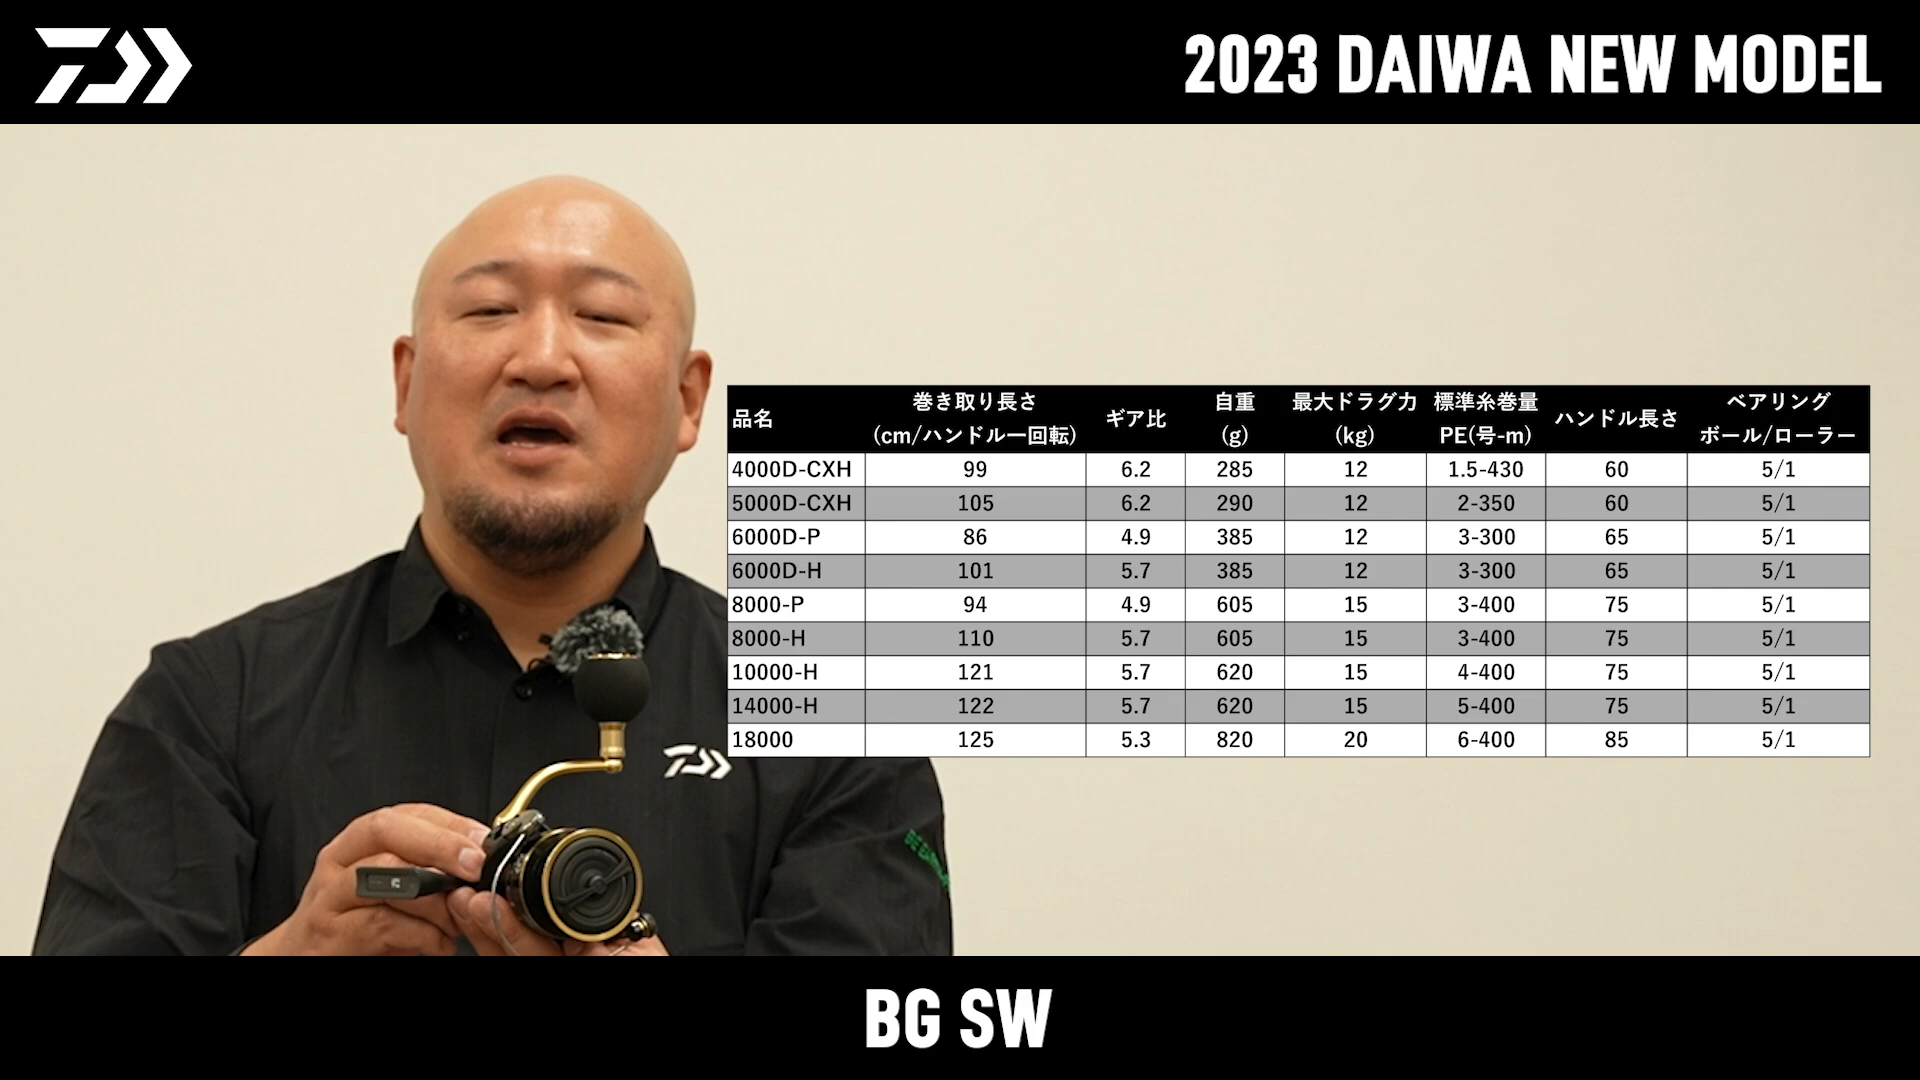 2023 DAIWA NEW MODEL
品名 巻き取り長さ(cm/ハンドル一回転) ギア比 自重(g) 最大ドラグ力(kg) 標準糸巻量PE(号-m) ハンドル長さ ベアリングボール/ローラー
4000D-CXH 99 6.2 285 12 1.5-430 60 5/1
5000D-CXH 105 6.2 290 12 2-350 60 5/1
6000D-P 86 4.9 385 12 3-300 65 5/1
6000D-H 101 5.7 385 12 3-300 65 5/1
8000-P 94 4.9 605 15 3-400 75 5/1
8000-H 110 5.7 605 15 3-400 75 5/1
10000-H 121 5.7 620 15 4-400 75 5/1
14000-H 122 5.7 620 15 5-400 75 5/1
18000 125 5.3 820 20 6-400 85 5/1
BG SW